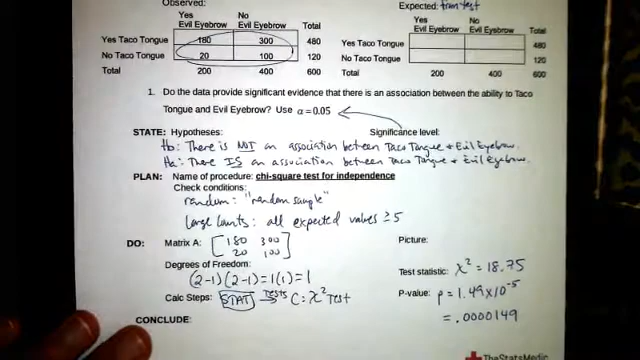 Observed:
Expected: from test
Yes Evil Eyebrow No Evil Eyebrow Total
Yes Taco Tongue 180 300 480
No Taco Tongue 20 100 120
Total 200 400 600
Yes Evil Eyebrow No Evil Eyebrow Total
Yes Taco Tongue 480
No Taco Tongue 120
Total 200 400 600
1. Do the data provide significant evidence that there is an association between the ability to Taco
Tongue and Evil Eyebrow? Use α = 0.05
STATE: Hypotheses: Significance level:
Ho: There is NOT an association between Taco Tongue + Evil Eyebrow.
Ha: There IS an association between Taco Tongue + Evil Eyebrow.
PLAN: Name of procedure: chi-square test for independence
Check conditions:
random: "random sample"
Large Counts: all expected values ≥ 5
DO: Matrix A: [180 300
20 100]
Picture:
Degrees of Freedom:
(2-1)(2-1) = 1(1) = 1
Test statistic: χ² = 18.75
Calc Steps: STAT → TESTS C: χ² Test
P-value: p = 1.49 x 10⁻⁵
= .0000149
CONCLUDE:
TheStatsMedic